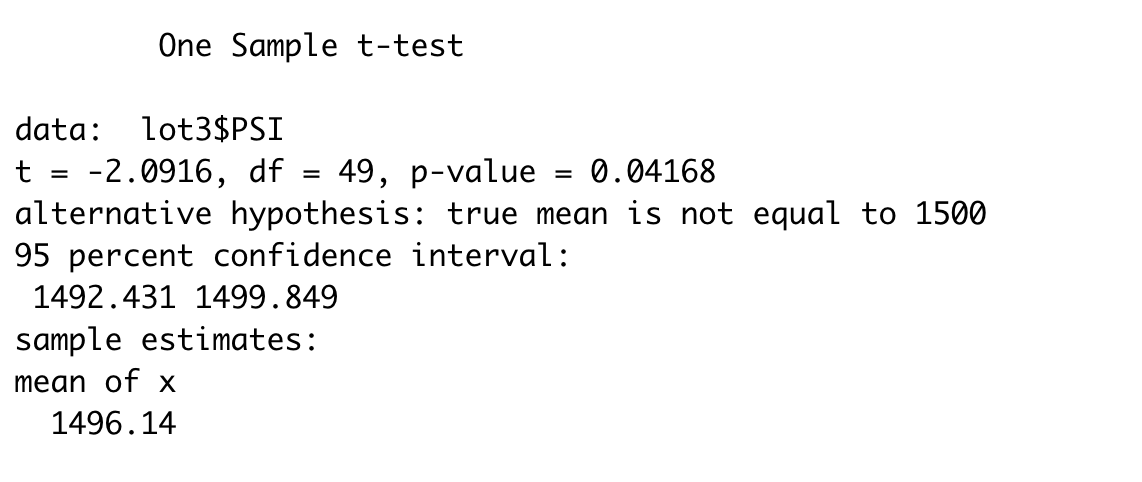 One Sample t-test
data:  lot3$PSI
t = -2.0916, df = 49, p-value = 0.04168
alternative hypothesis: true mean is not equal to 1500
95 percent confidence interval:
1492.431 1499.849
sample estimates:
mean of x
1496.14